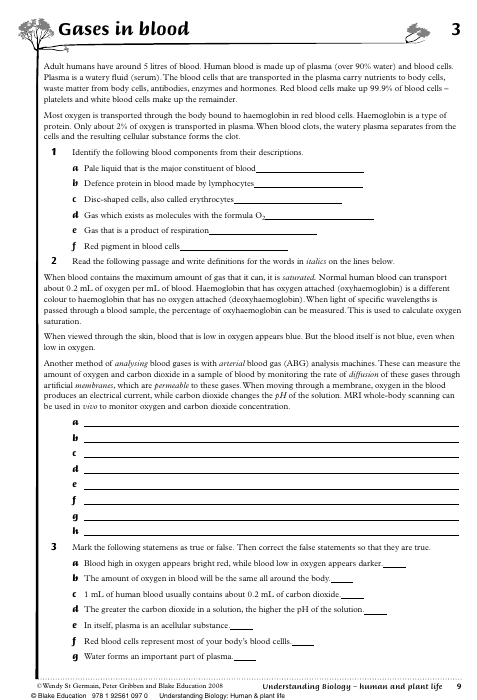 Gases in blood
3
Adult humans have around 5 litres of blood. Human blood is made up of plasma (over 90% water) and blood cells.
Plasma is a watery fluid (serum). The blood cells that are transported in the plasma carry nutrients to body cells,
waste matter from body cells, antibodies, enzymes and hormones. Red blood cells make up 99.9% of blood cells –
platelets and white blood cells make up the remainder.
Most oxygen is transported through the body bound to haemoglobin in red blood cells. Haemoglobin is a type of
protein. Only about 2% of oxygen is transported in plasma. When blood clots, the watery plasma separates from the
cells and the resulting cellular substance forms the clot.
1 Identify the following blood components from their descriptions.
a Pale liquid that is the major constituent of blood
b Defence protein in blood made by lymphocytes
c Disc-shaped cells, also called erythrocytes
d Gas which exists as molecules with the formula O2
e Gas that is a product of respiration
f Red pigment in blood cells
2 Read the following passage and write definitions for the words in italics on the lines below.
When blood contains the maximum amount of gas that it can, it is saturated. Normal human blood can transport
about 0.2 mL of oxygen per mL of blood. Haemoglobin that has oxygen attached (oxyhaemoglobin) is a different
colour to haemoglobin that has no oxygen attached (deoxyhaemoglobin). When light of specific wavelengths is
passed through a blood sample, the percentage of oxyhaemoglobin can be measured. This is used to calculate oxygen
saturation.
When viewed through the skin, blood that is low in oxygen appears blue. But the blood itself is not blue, even when
low in oxygen.
Another method of analysing blood gases is with arterial blood gas (ABG) analysis machines. These can measure the
amount of oxygen and carbon dioxide in a sample of blood by monitoring the rate of diffusion of these gases through
artificial membranes, which are permeable to these gases. When moving through a membrane, oxygen in the blood
produces an electrical current, while carbon dioxide changes the pH of the solution. MRI whole-body scanning can
be used in vivo to monitor oxygen and carbon dioxide concentration.
a
b
c
d
e
f
g
h
3 Mark the following statemens as true or false. Then correct the false statements so that they are true.
a Blood high in oxygen appears bright red, while blood low in oxygen appears darker.
b The amount of oxygen in blood will be the same all around the body.
c 1 mL of human blood usually contains about 0.2 mL of carbon dioxide.
d The greater the carbon dioxide in a solution, the higher the pH of the solution.
e In itself, plasma is an acellular substance.
f Red blood cells represent most of your body's blood cellls.
g Water forms an important part of plasma.
©Wendy St Germain, Peter Gribben and Blake Education 2008 Understanding Biology – human and plant life 9
© Blake Education 978 1 92561 097 0 Understanding Biology: Human & plant life